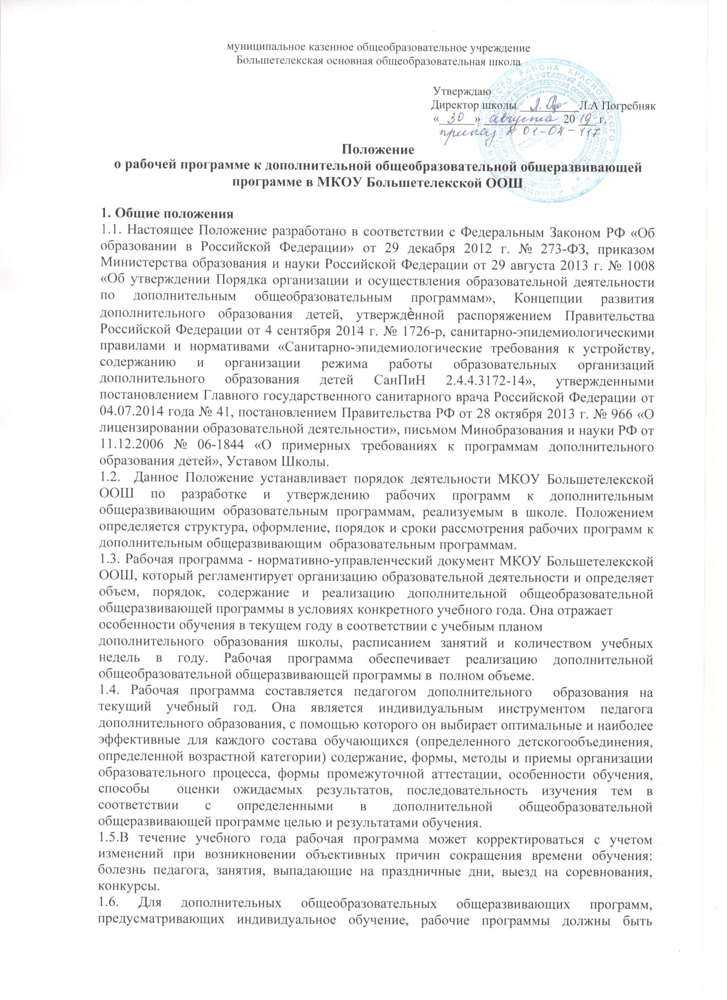 муниципальное казенное общеобразовательное учреждение
Большетелекская основная общеобразовательная школа
Утверждаю
Директор школы Л.А Погребняк
« 30 » августа 20 19 г.
приказ 01-04-117
Положение
о рабочей программе к дополнительной общеобразовательной общеразвивающей
программе в МКОУ Большетелекской ООШ
1. Общие положения
1.1. Настоящее Положение разработано в соответствии с Федеральным Законом РФ «Об
образовании в Российской Федерации» от 29 декабря 2012 г. № 273-ФЗ, приказом
Министерства образования и науки Российской Федерации от 29 августа 2013 г. № 1008
«Об утверждении Порядка организации и осуществления образовательной деятельности
по дополнительным общеобразовательным программам», Концепции развития
дополнительного образования детей, утверждѐнной распоряжением Правительства
Российской Федерации от 4 сентября 2014 г. № 1726-р, санитарно-эпидемиологическими
правилами и нормативами «Санитарно-эпидемиологические требования к устройству,
содержанию и организации режима работы образовательных организаций
дополнительного образования детей СанПиН 2.4.4.3172-14», утвержденными
постановлением Главного государственного санитарного врача Российской Федерации от
04.07.2014 года № 41, постановлением Правительства РФ от 28 октября 2013 г. № 966 «О
лицензировании образовательной деятельности», письмом Минобразования и науки РФ от
11.12.2006 № 06-1844 «О примерных требованиях к программам дополнительного
образования детей», Уставом Школы.
1.2. Данное Положение устанавливает порядок деятельности МКОУ Большетелекской
ООШ по разработке и утверждению рабочих программ к дополнительным
общеразвивающим образовательным программам, реализуемым в школе. Положением
определяется структура, оформление, порядок и сроки рассмотрения рабочих программ к
дополнительным общеразвивающим образовательным программам.
1.3. Рабочая программа - нормативно-управленческий документ МКОУ Большетелекской
ООШ, который регламентирует организацию образовательной деятельности и определяет
объем, порядок, содержание и реализацию дополнительной общеобразовательной
общеразвивающей программы в условиях конкретного учебного года. Она отражает
особенности обучения в текущем году в соответствии с учебным планом
дополнительного образования школы, расписанием занятий и количеством учебных
недель в году. Рабочая программа обеспечивает реализацию дополнительной
общеобразовательной общеразвивающей программы в полном объеме.
1.4. Рабочая программа составляется педагогом дополнительного образования на
текущий учебный год. Она является индивидуальным инструментом педагога
дополнительного образования, с помощью которого он выбирает оптимальные и наиболее
эффективные для каждого состава обучающихся (определенного детскогообъединения,
определенной возрастной категории) содержание, формы, методы и приемы организации
образовательного процесса, формы промежуточной аттестации, особенности обучения,
способы оценки ожидаемых результатов, последовательность изучения тем в
соответствии с определенными в дополнительной общеобразовательной
общеразвивающей программе целью и результатами обучения.
1.5.В течение учебного года рабочая программа может корректироваться с учетом
изменений при возникновении объективных причин сокращения времени обучения:
болезнь педагога, занятия, выпадающие на праздничные дни, выезд на соревнования,
конкурсы.
1.6. Для дополнительных общеобразовательных общеразвивающих программ,
предусматривающих индивидуальное обучение, рабочие программы должны быть